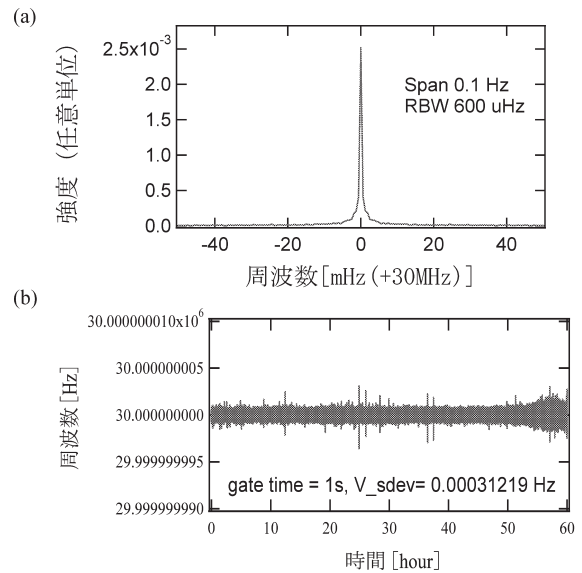 (a)
2.5x10-3
2.0
1.5
1.0
0.5
0.0
強度（任意単位）
Span 0.1 Hz
RBW 600 uHz
-40
-20
0
20
40
周波数[mHz(+30MHz)]
(b)
30.000000010x10⁶
30.000000005
30.000000000
29.999999995
29.999999990
周波数[Hz]
gate time = 1s, V_sdev= 0.00031219 Hz
0
10
20
30
40
50
60
時間[hour]